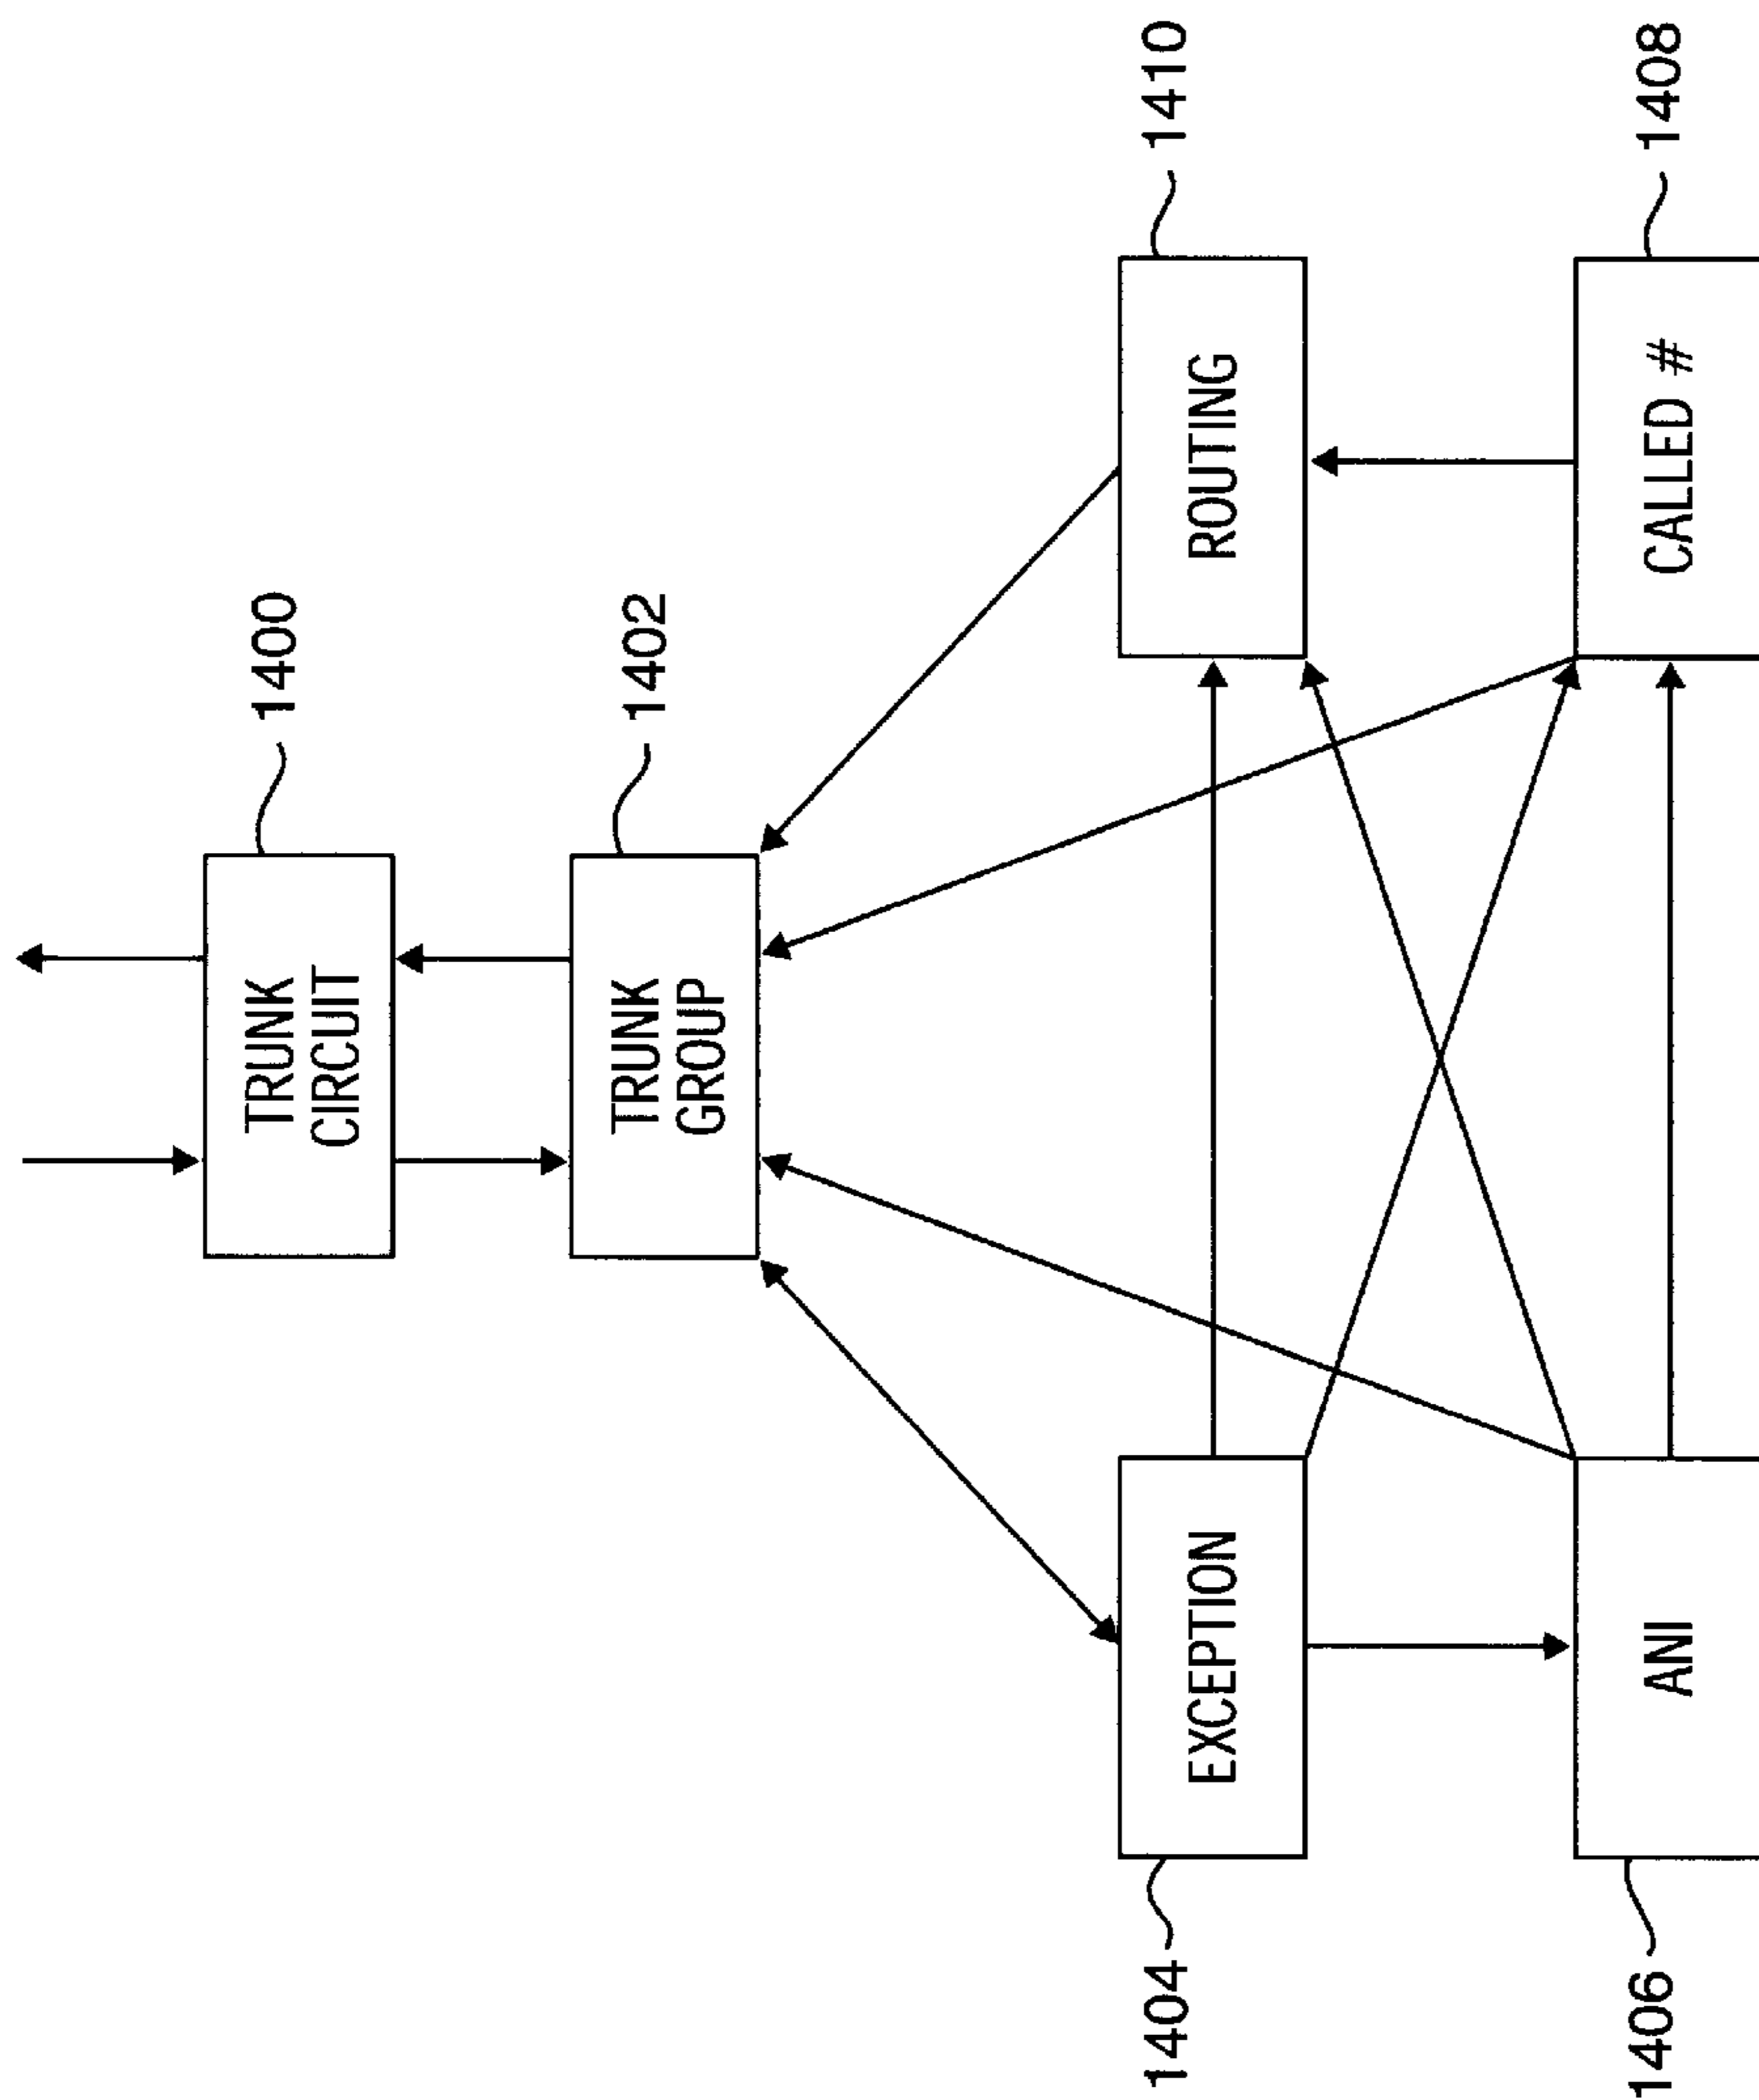 TRUNK
CIRCUIT
1400
TRUNK
GROUP
1402
EXCEPTION
1404
ROUTING
1410
ANI
1406
CALLED #
1408